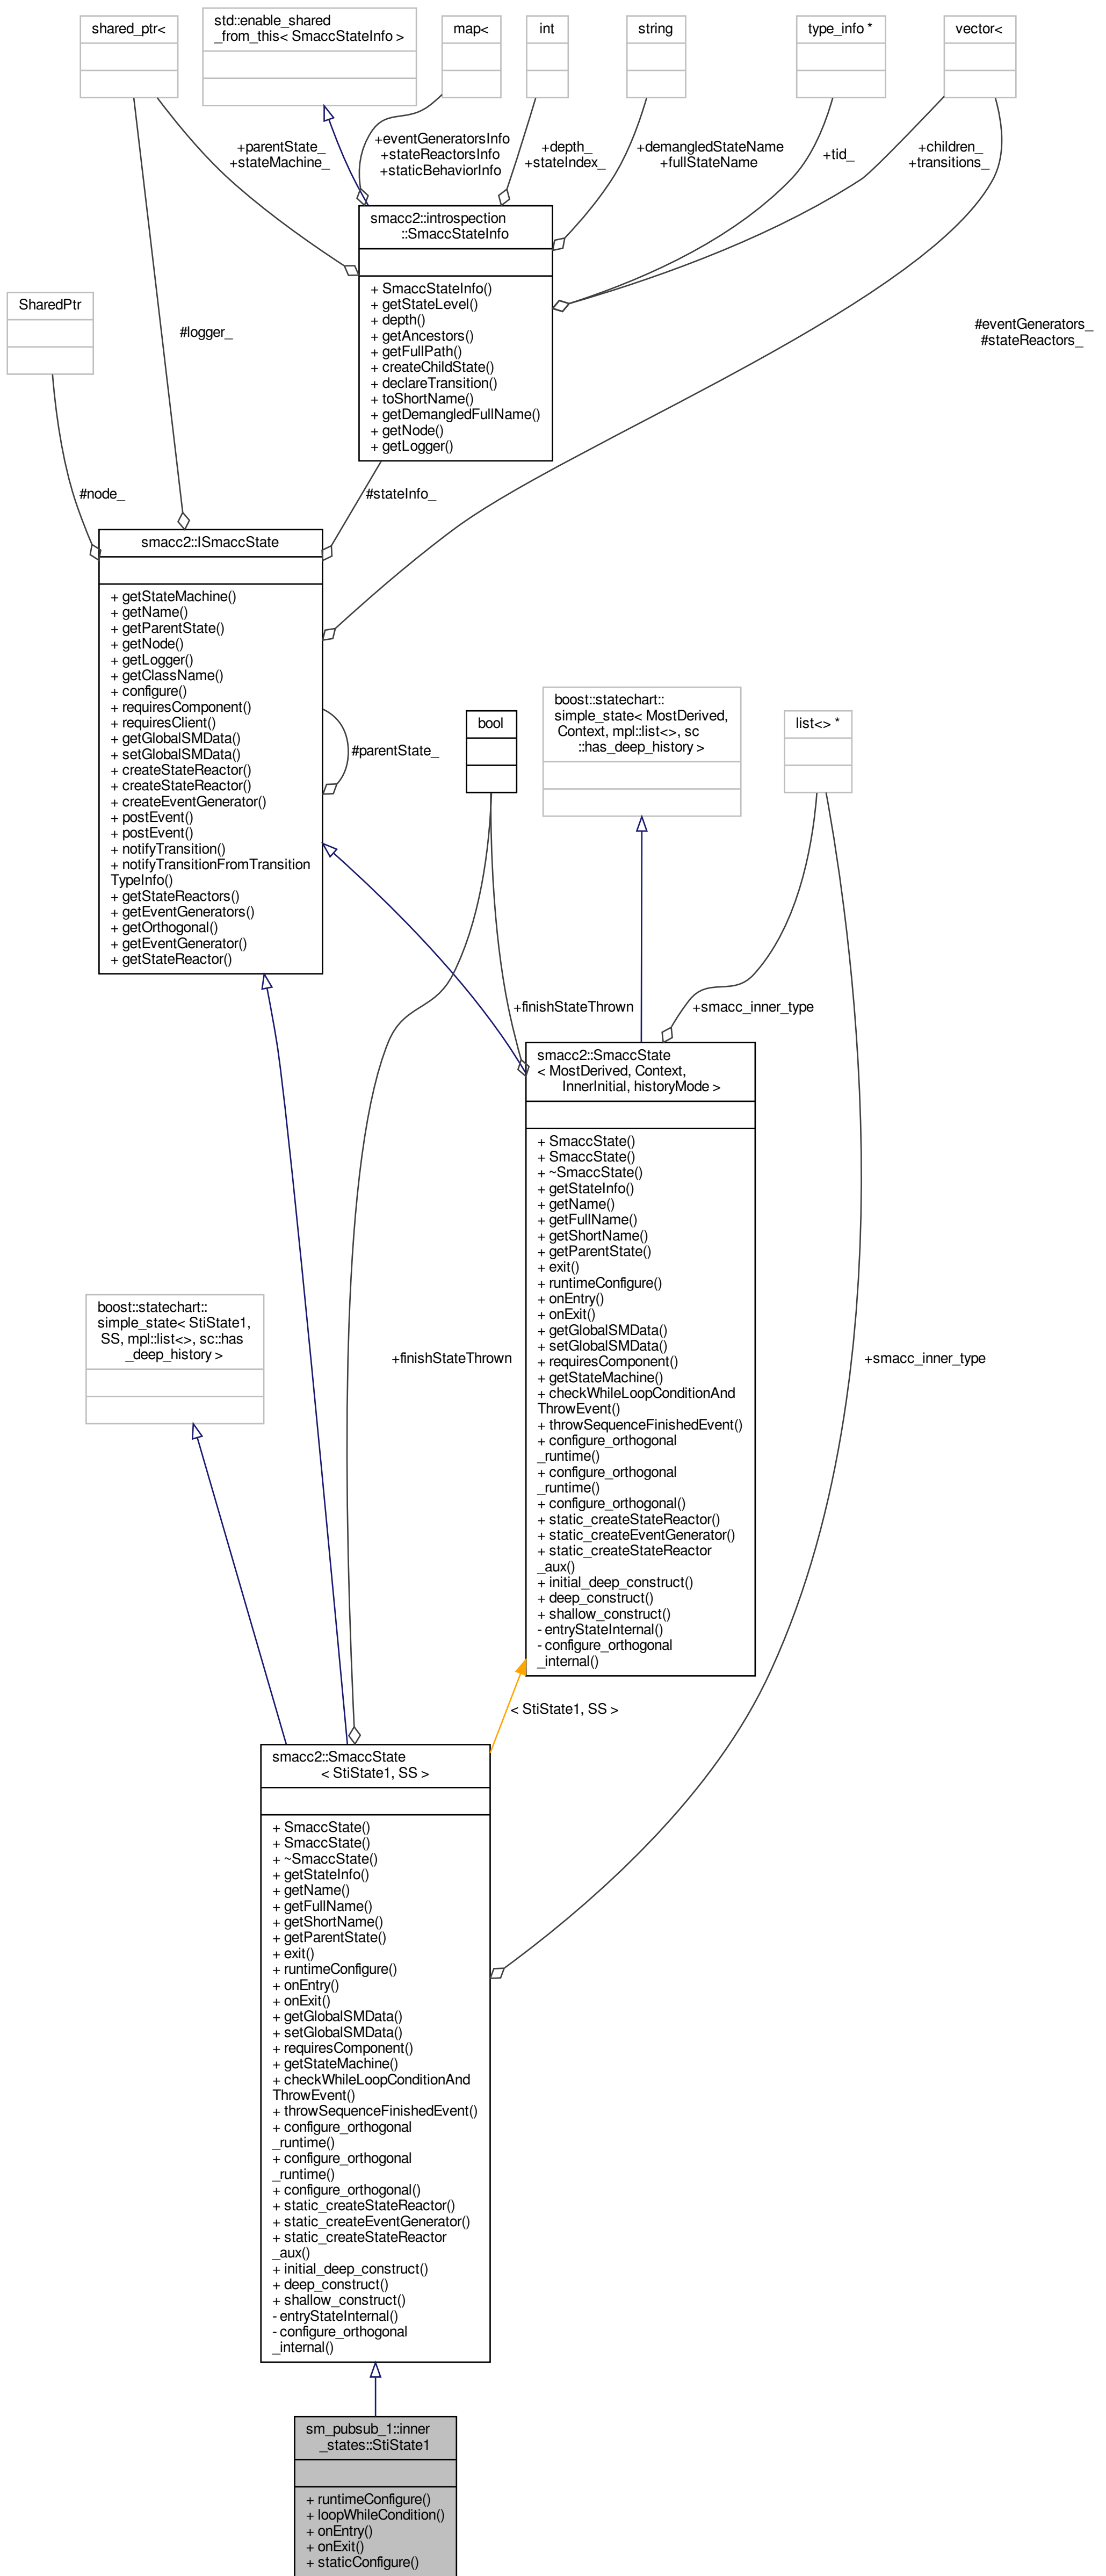 shared_ptr<
std::enable_shared
_from_this< SmaccStateInfo >
map<
int
string
type_info *
vector<
+parentState_
+stateMachine_
+eventGeneratorsInfo
+stateReactorsInfo
+staticBehaviorInfo
+depth_
+stateIndex_
+demangledStateName
+fullStateName
+tid_
+children_
+transitions_
smacc2::introspection
::SmaccStateInfo
+ SmaccStateInfo()
+ getStateLevel()
+ depth()
+ getAncestors()
+ getFullPath()
+ createChildState()
+ declareTransition()
+ toShortName()
+ getDemangledFullName()
+ getNode()
+ getLogger()
SharedPtr
#logger_
#eventGenerators_
#stateReactors_
#node_
#stateInfo_
smacc2::ISmaccState
+ getStateMachine()
+ getName()
+ getParentState()
+ getNode()
+ getLogger()
+ getClassName()
+ configure()
+ requiresComponent()
+ requiresClient()
+ getGlobalSMData()
+ setGlobalSMData()
+ createStateReactor()
+ createStateReactor()
+ createEventGenerator()
+ postEvent()
+ postEvent()
+ notifyTransition()
+ notifyTransitionFromTransition
TypeInfo()
+ getStateReactors()
+ getEventGenerators()
+ getOrthogonal()
+ getEventGenerator()
+ getStateReactor()
#parentState_
bool
boost::statechart::
simple_state< MostDerived,
Context, mpl::list<>, sc
::has_deep_history >
list<> *
+finishStateThrown
+smacc_inner_type
smacc2::SmaccState
< MostDerived, Context,
InnerInitial, historyMode >
+ SmaccState()
+ SmaccState()
+ ~SmaccState()
+ getStateInfo()
+ getName()
+ getFullName()
+ getShortName()
+ getParentState()
+ exit()
+ runtimeConfigure()
+ onEntry()
+ onExit()
+ getGlobalSMData()
+ setGlobalSMData()
+ requiresComponent()
+ getStateMachine()
+ checkWhileLoopConditionAnd
ThrowEvent()
+ throwSequenceFinishedEvent()
+ configure_orthogonal
_runtime()
+ configure_orthogonal
_runtime()
+ configure_orthogonal()
+ static_createStateReactor()
+ static_createEventGenerator()
+ static_createStateReactor
_aux()
+ initial_deep_construct()
+ deep_construct()
+ shallow_construct()
- entryStateInternal()
- configure_orthogonal
_internal()
boost::statechart::
simple_state< StiState1,
SS, mpl::list<>, sc::has
_deep_history >
+finishStateThrown
+smacc_inner_type
< StiState1, SS >
smacc2::SmaccState
< StiState1, SS >
+ SmaccState()
+ SmaccState()
+ ~SmaccState()
+ getStateInfo()
+ getName()
+ getFullName()
+ getShortName()
+ getParentState()
+ exit()
+ runtimeConfigure()
+ onEntry()
+ onExit()
+ getGlobalSMData()
+ setGlobalSMData()
+ requiresComponent()
+ getStateMachine()
+ checkWhileLoopConditionAnd
ThrowEvent()
+ throwSequenceFinishedEvent()
+ configure_orthogonal
_runtime()
+ configure_orthogonal
_runtime()
+ configure_orthogonal()
+ static_createStateReactor()
+ static_createEventGenerator()
+ static_createStateReactor
_aux()
+ initial_deep_construct()
+ deep_construct()
+ shallow_construct()
- entryStateInternal()
- configure_orthogonal
_internal()
sm_pubsub_1::inner
_states::StiState1
+ runtimeConfigure()
+ loopWhileCondition()
+ onEntry()
+ onExit()
+ staticConfigure()